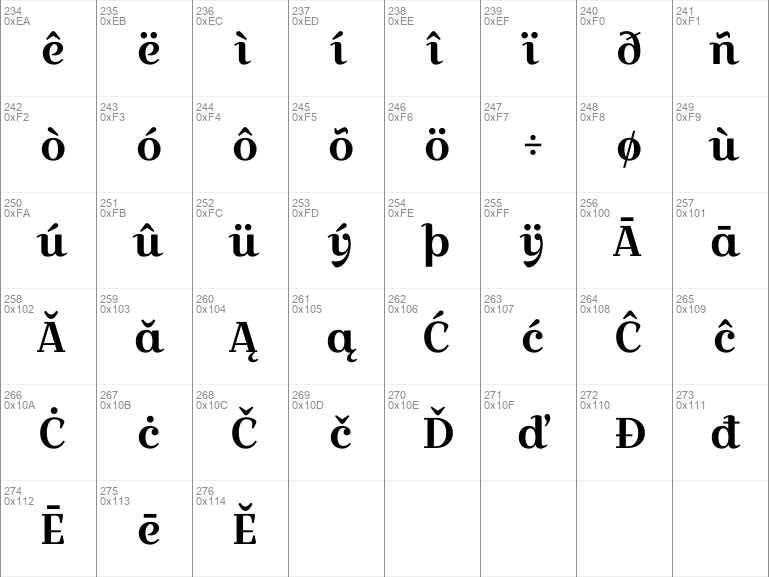 234 235 236 237 238 239 240 241
0xEA 0xEB 0xEC 0xED 0xEE 0xEF 0xF0 0xF1
ê ë ì í î ï ð ñ
242 243 244 245 246 247 248 249
0xF2 0xF3 0xF4 0xF5 0xF6 0xF7 0xF8 0xF9
ò ó ô õ ö ÷ ø ù
250 251 252 253 254 255 256 257
0xFA 0xFB 0xFC 0xFD 0xFE 0xFF 0x100 0x101
ú û ü ý þ ÿ Ā ā
258 259 260 261 262 263 264 265
0x102 0x103 0x104 0x105 0x106 0x107 0x108 0x109
Ă ă Ą ą Ć ć Ĉ ĉ
266 267 268 269 270 271 272 273
0x10A 0x10B 0x10C 0x10D 0x10E 0x10F 0x110 0x111
Ċ ċ Č č Ď ď Đ đ
274 275 276
0x112 0x113 0x114
Ē ē Ĕ